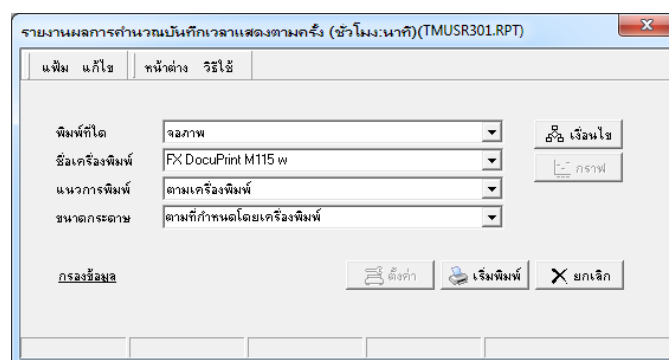 รายงานผลการคำนวณบันทึกเวลาแสดงตามครั้ง (ชั่วโมง:นาที)(TMUSR301.RPT)
แฟ้ม แก้ไข หน้าต่าง วิธีใช้
พิมพ์ที่ใด จอภาพ เงื่อนไข
ชื่อเครื่องพิมพ์ FX DocuPrint M115 w กราฟ
แนวการพิมพ์ ตามเครื่องพิมพ์
ขนาดกระดาษ ตามที่กำหนดโดยเครื่องพิมพ์
กรองข้อมูล ตั้งค่า เริ่มพิมพ์ ยกเลิก